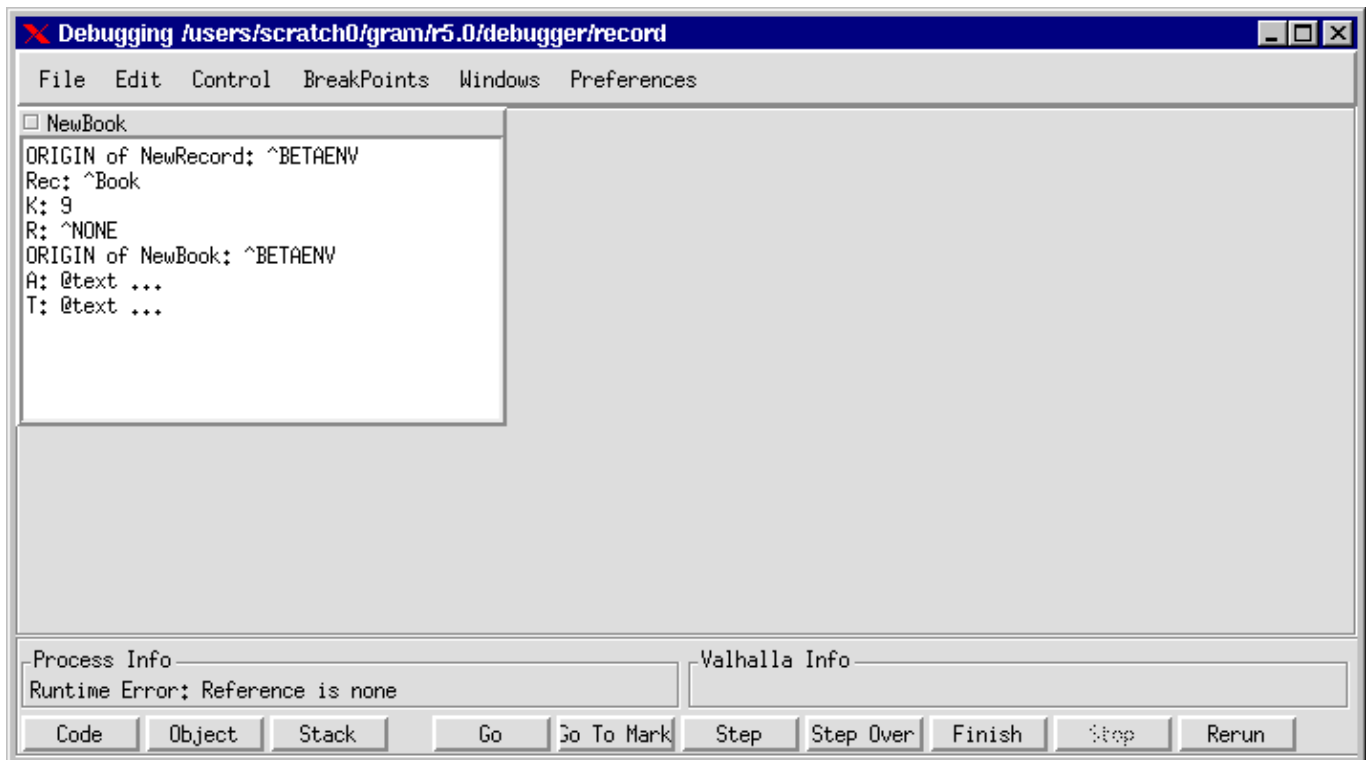 Debugging /users/scratch0/gram/r5.0/debugger/record
File Edit Control BreakPoints Windows Preferences
NewBook
ORIGIN of NewRecord: ^BETAENV
Rec: ^Book
K: 9
R: ^NONE
ORIGIN of NewBook: ^BETAENV
A: @text ...
T: @text ...
Process Info
Runtime Error: Reference is none
Valhalla Info
Code Object Stack Go Go To Mark Step Step Over Finish Stop Rerun